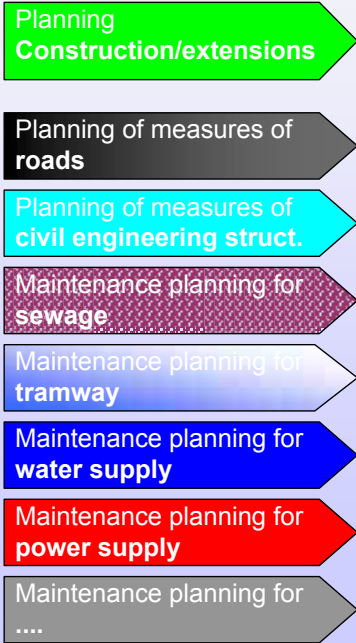 Planning
Construction/extensions
Planning of measures of
roads
Planning of measures of
civil engineering struct.
Maintenance planning for
sewage
Maintenance planning for
tramway
Maintenance planning for
water supply
Maintenance planning for
power supply
Maintenance planning for
....